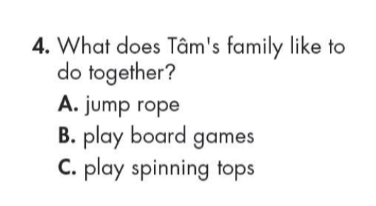 4. What does Tâm's family like to
do together?
A. jump rope
B. play board games
C. play spinning tops